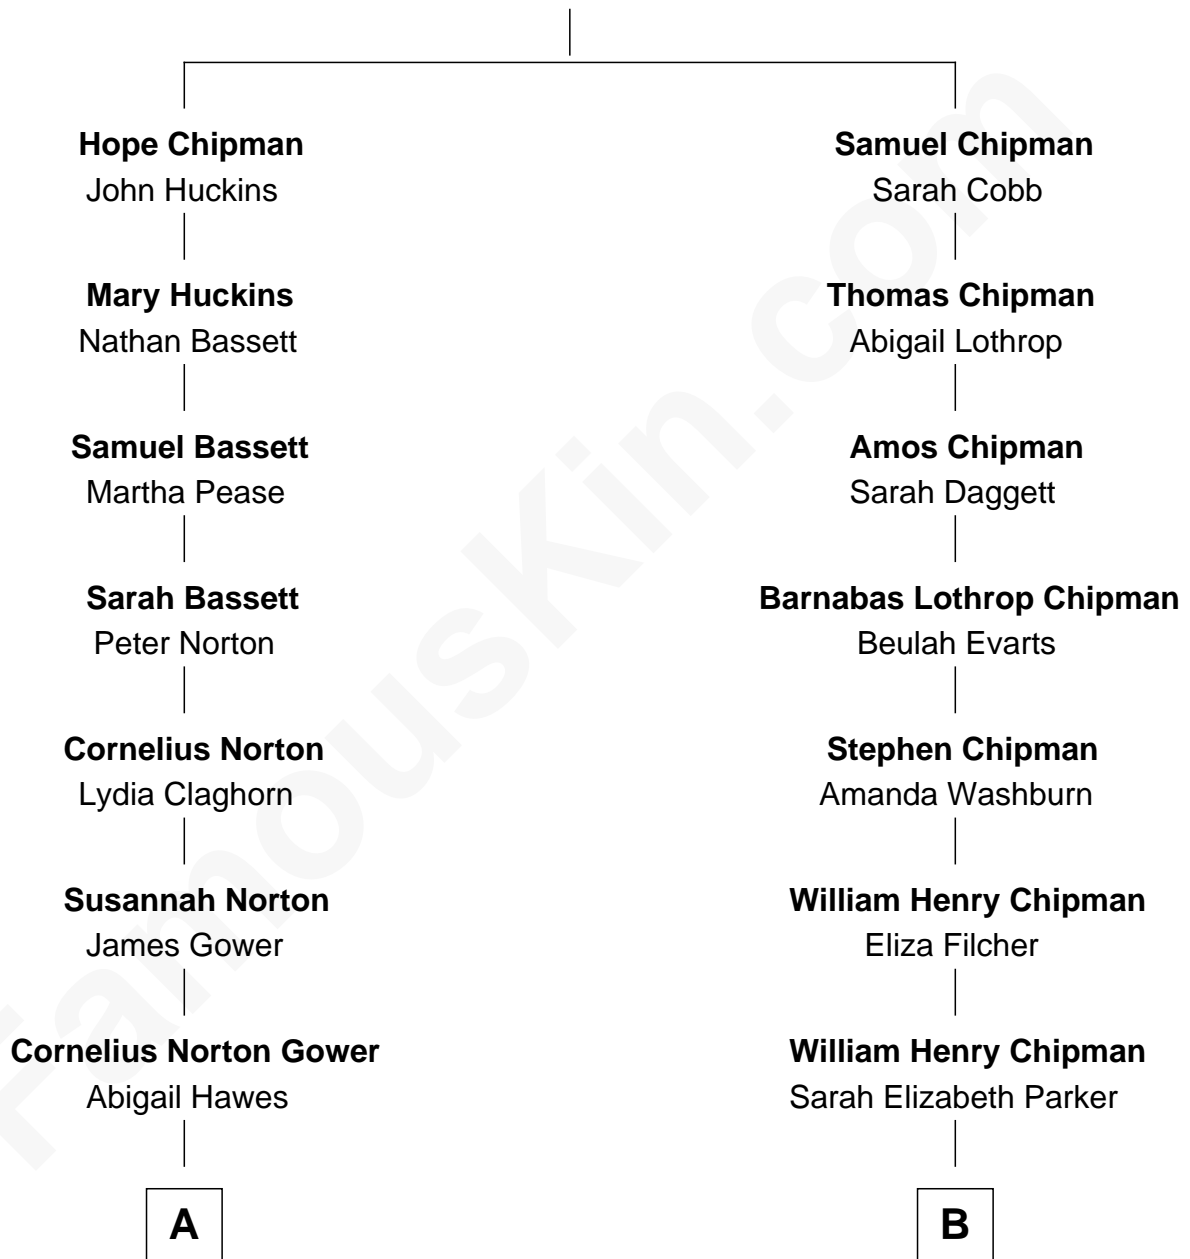 Hope Chipman
John Huckins
Mary Huckins
Nathan Bassett
Samuel Bassett
Martha Pease
Sarah Bassett
Peter Norton
Cornelius Norton
Lydia Claghorn
Susannah Norton
James Gower
Cornelius Norton Gower
Abigail Hawes
A
Samuel Chipman
Sarah Cobb
Thomas Chipman
Abigail Lothrop
Amos Chipman
Sarah Daggett
Barnabas Lothrop Chipman
Beulah Evarts
Stephen Chipman
Amanda Washburn
William Henry Chipman
Eliza Filcher
William Henry Chipman
Sarah Elizabeth Parker
B
FamousKin.com